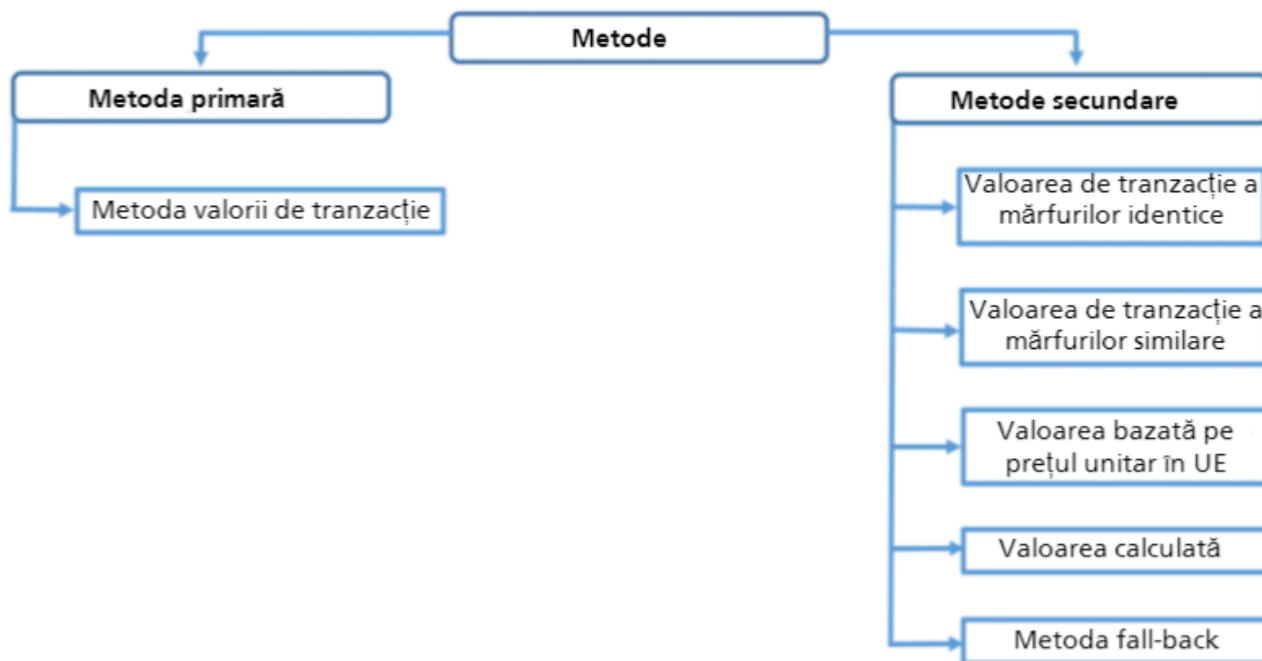 Metode
Metoda primară
Metoda valorii de tranzacție
Metode secundare
Valoarea de tranzacție a
mărfurilor identice
Valoarea de tranzacție a
mărfurilor similare
Valoarea bazată pe
prețul unitar în UE
Valoarea calculată
Metoda fall-back